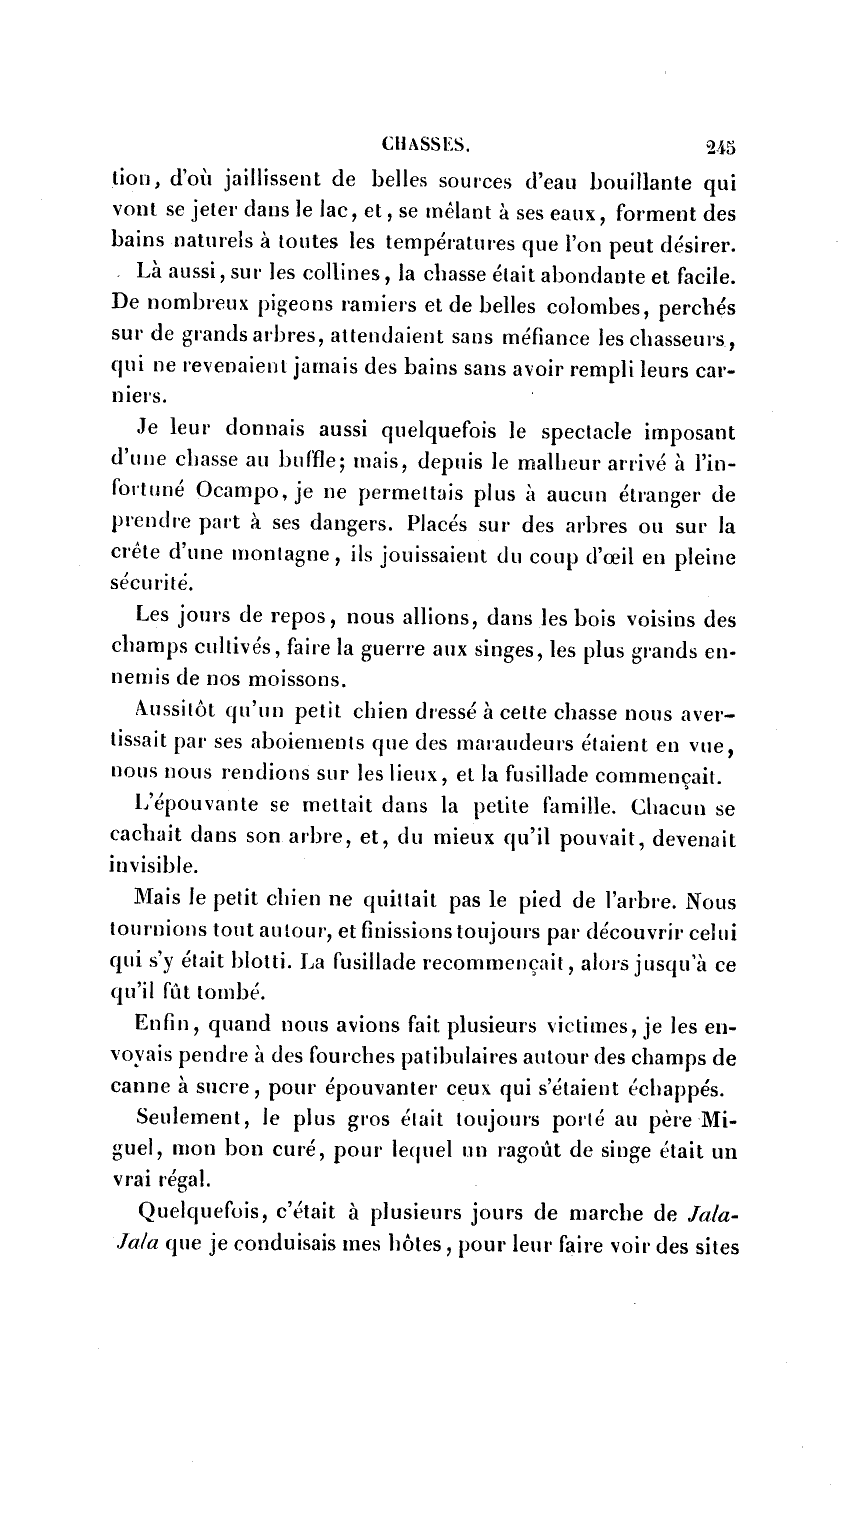 CHASSES. 245
tion, d'où jaillissent de belles sources d'eau bouillante qui
vont se jeter dans le lac, et, se mêlant à ses eaux, forment des
bains naturels à toutes les températures que l'on peut désirer.
Là aussi, sur les collines, la chasse était abondante et facile.
De nombreux pigeons ramiers et de belles colombes, perchés
sur de grands arbres, attendaient sans méfiance les chasseurs,
qui ne revenaient jamais des bains sans avoir rempli leurs car-
niers.
Je leur donnais aussi quelquefois le spectacle imposant
d'une chasse au buffle; mais, depuis le malheur arrivé à l'in-
fortuné Ocampo, je ne permettais plus à aucun étranger de
prendre part à ses dangers. Placés sur des arbres ou sur la
crête d'une montagne, ils jouissaient du coup d'œil en pleine
sécurité.
Les jours de repos, nous allions, dans les bois voisins des
champs cultivés, faire la guerre aux singes, les plus grands en-
nemis de nos moissons.
Aussitôt qu'un petit chien dressé à cette chasse nous aver-
tissait par ses aboiements que des maraudeurs étaient en vue,
nous nous rendions sur les lieux, et la fusillade commençait.
L'épouvante se mettait dans la petite famille. Chacun se
cachait dans son arbre, et, du mieux qu'il pouvait, devenait
invisible.
Mais le petit chien ne quittait pas le pied de l'arbre. Nous
tournions tout autour, et finissions toujours par découvrir celui
qui s'y était blotti. La fusillade recommençait, alors jusqu'à ce
qu'il fût tombé.
Enfin, quand nous avions fait plusieurs victimes, je les en-
voyais pendre à des fourches patibulaires autour des champs de
canne à sucre, pour épouvanter ceux qui s'étaient échappés.
Seulement, le plus gros était toujours porté au père Mi-
guel, mon bon curé, pour lequel un ragoût de singe était un
vrai régal.
Quelquefois, c'était à plusieurs jours de marche de Jala-
Jala que je conduisais mes hôtes, pour leur faire voir des sites